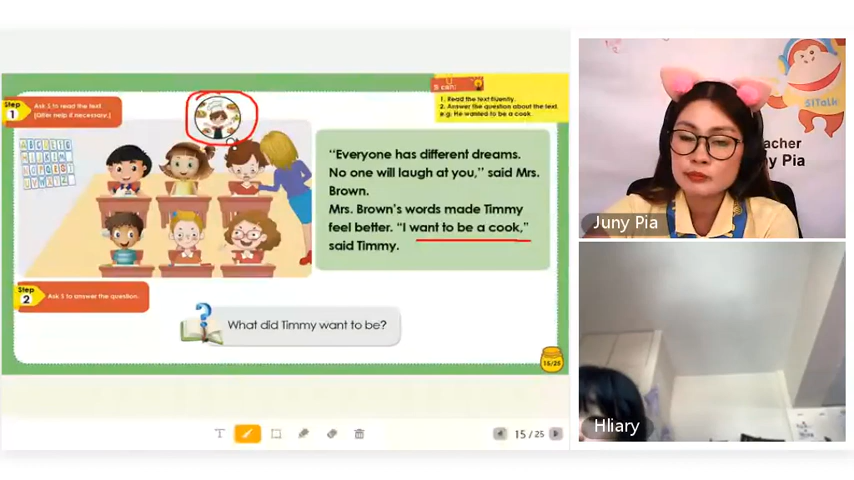 Step 1
Ask S to read the text.
[Offer help if necessary.]
S can:
1. Read the text fluently.
2. Answer the question about the text.
e.g. He wanted to be a cook.
"Everyone has different dreams.
No one will laugh at you," said Mrs.
Brown.
Mrs. Brown's words made Timmy
feel better. "I want to be a cook,"
said Timmy.
Step 2
Ask S to answer the question.
What did Timmy want to be?
15/25
T
15 / 25
51Talk
Juny Pia
Hliary